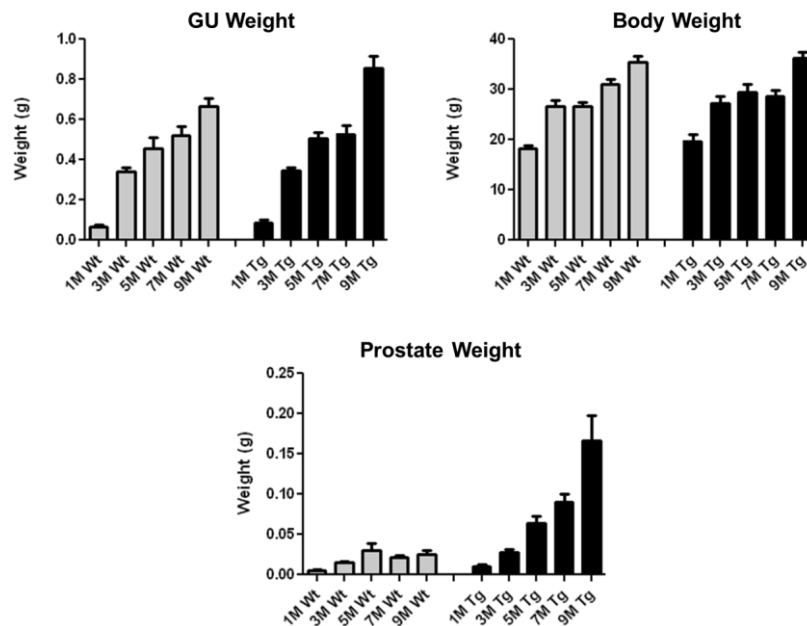 GU Weight
Weight (g)
1.0
0.8
0.6
0.4
0.2
0.0
1M Wt
3M Wt
5M Wt
7M Wt
9M Wt
1M Tg
3M Tg
5M Tg
7M Tg
9M Tg
Body Weight
Weight (g)
40
30
20
10
0
1M Wt
3M Wt
5M Wt
7M Wt
9M Wt
1M Tg
3M Tg
5M Tg
7M Tg
9M Tg
Prostate Weight
Weight (g)
0.25
0.20
0.15
0.10
0.05
0.00
1M Wt
3M Wt
5M Wt
7M Wt
9M Wt
1M Tg
3M Tg
5M Tg
7M Tg
9M Tg